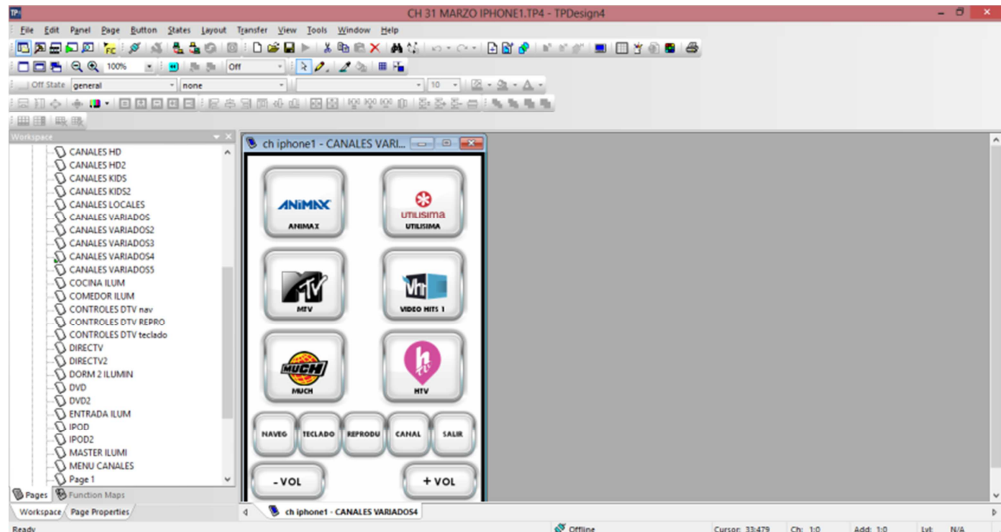 TP4
CH 31 MARZO IPHONE1.TP4 - TPDesign4
File Edit Panel Page Button States Layout Transfer View Tools Window Help
100% Off
Off State general none 10
Workspace
CANALES HD
CANALES HD2
CANALES KIDS
CANALES KIDS2
CANALES LOCALES
CANALES VARIADOS
CANALES VARIADOS2
CANALES VARIADOS3
CANALES VARIADOS4
CANALES VARIADOS5
COCINA ILUM
COMEDOR ILUM
CONTROLES DTV nav
CONTROLES DTV REPRO
CONTROLES DTV teclado
DIRECTV
DIRECTV2
DORM 2 ILUMIN
DVD
DVD2
ENTRADA ILUM
IPOD
IPOD2
MASTER ILUMI
MENU CANALES
Page 1
Pages Function Maps
Workspace Page Properties
ch iphone1 - CANALES VARI...
ANIMAX UTILISIMA
ANIMAX UTILISIMA
MTV VH1
MTV VIDEO HITS 1
MUCH htv
MUCH HTV
NAVEG TECLADO REPRODU CANAL SALIR
- VOL + VOL
ch iphone1 - CANALES VARIADOS4
Ready Offline Cursor: 33:479 Ch: 1:0 Add: 1:0 Lvl: N/A